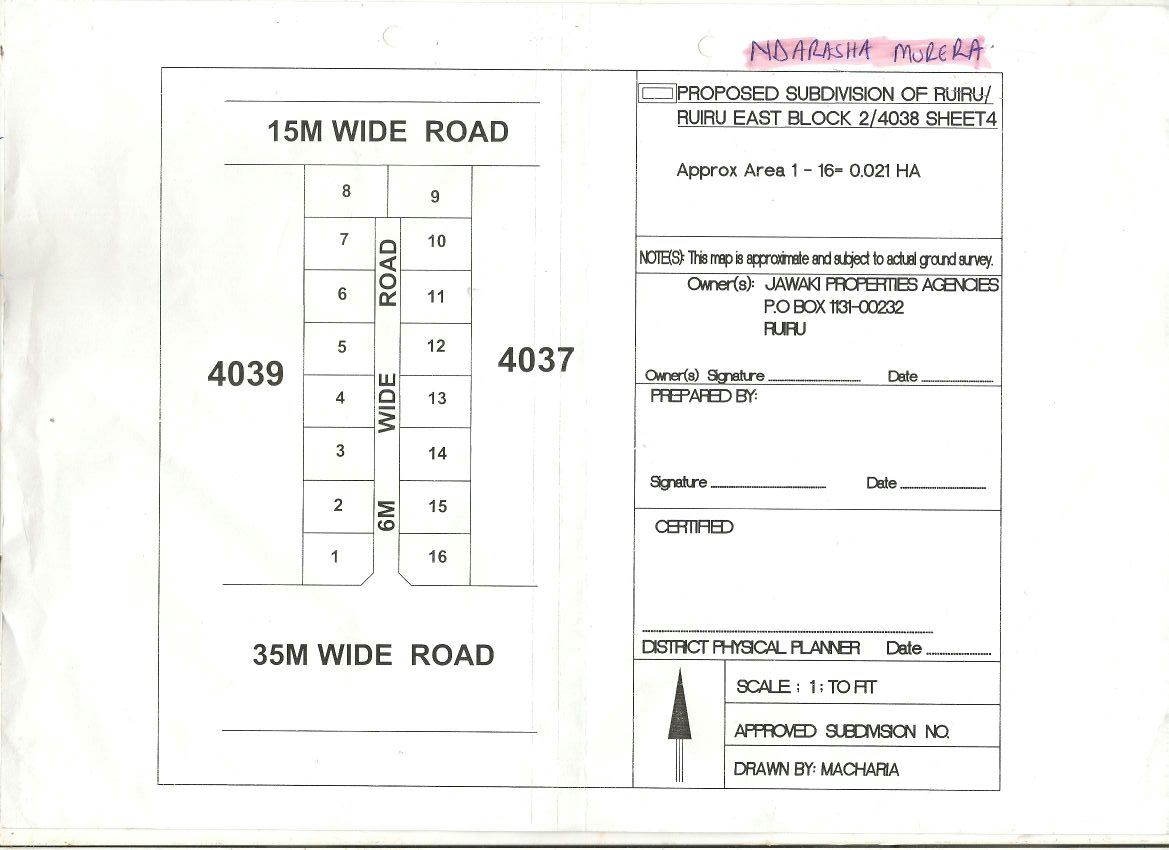 NDARASHA MURERA
15M WIDE ROAD
8
9
7
10
6
11
5
12
4
13
3
14
2
15
1
16
6M WIDE ROAD
4039
4037
35M WIDE ROAD
PROPOSED SUBDIVISION OF RUIRU/
RUIRU EAST BLOCK 2/4038 SHEET4
Approx Area 1 - 16= 0.021 HA
NOTE(S): This map is approximate and subject to actual ground survey.
Owner(s): JAWAKI PROPERTIES AGENCIES
P.O BOX 1131-00232
RUIRU
Owner(s) Signature Date
PREPARED BY:
Signature Date
CERTIFIED
DISTRICT PHYSICAL PLANNER Date
SCALE ; 1 ; TO FIT
APPROVED SUBDIVISION NO.
DRAWN BY: MACHARIA